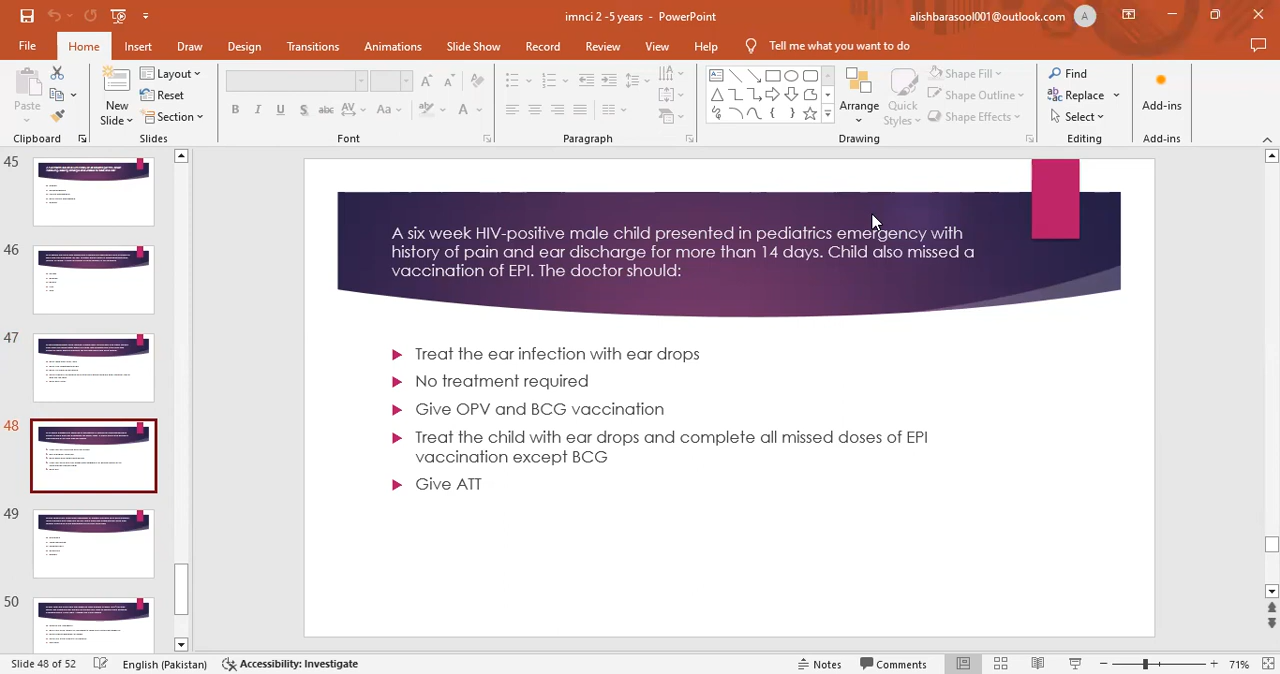 imnci 2 -5 years - PowerPoint
alishbarasool001@outlook.com
A
File
Home
Insert
Draw
Design
Transitions
Animations
Slide Show
Record
Review
View
Help
Tell me what you want to do
Paste
Clipboard
New
Slide
Layout
Reset
Section
Slides
B I U S abc AV Aa A
Font
Paragraph
Arrange
Quick
Styles
Shape Fill
Shape Outline
Shape Effects
Drawing
Find
Replace
Select
Editing
Add-ins
Add-ins
45
46
47
48
49
50
A six week HIV-positive male child presented in pediatrics emergency with
history of pain and ear discharge for more than 14 days. Child also missed a
vaccination of EPI. The doctor should:
Treat the ear infection with ear drops
No treatment required
Give OPV and BCG vaccination
Treat the child with ear drops and complete all missed doses of EPI
vaccination except BCG
Give ATT
Slide 48 of 52
English (Pakistan)
Accessibility: Investigate
Notes
Comments
71%